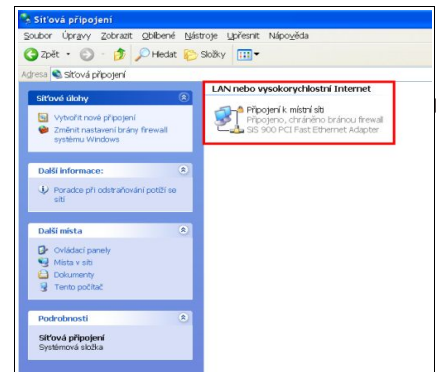 Síťová připojení
Soubor Úpravy Zobrazit Oblíbené Nástroje Upřesnit Nápověda
Zpět Hledat Složky
Adresa Síťová připojení
Síťové úlohy
Vytvořit nové připojení
Změnit nastavení brány firewall
systému Windows
Další informace:
Poradce při odstraňování potíží se
sítí
Další místa
Ovládací panely
Místa v síti
Dokumenty
Tento počítač
Podrobnosti
Síťová připojení
Systémová složka
LAN nebo vysokorychlostní Internet
Připojení k místní síti
Připojeno, chráněno bránou firewall
SiS 900 PCI Fast Ethernet Adapter